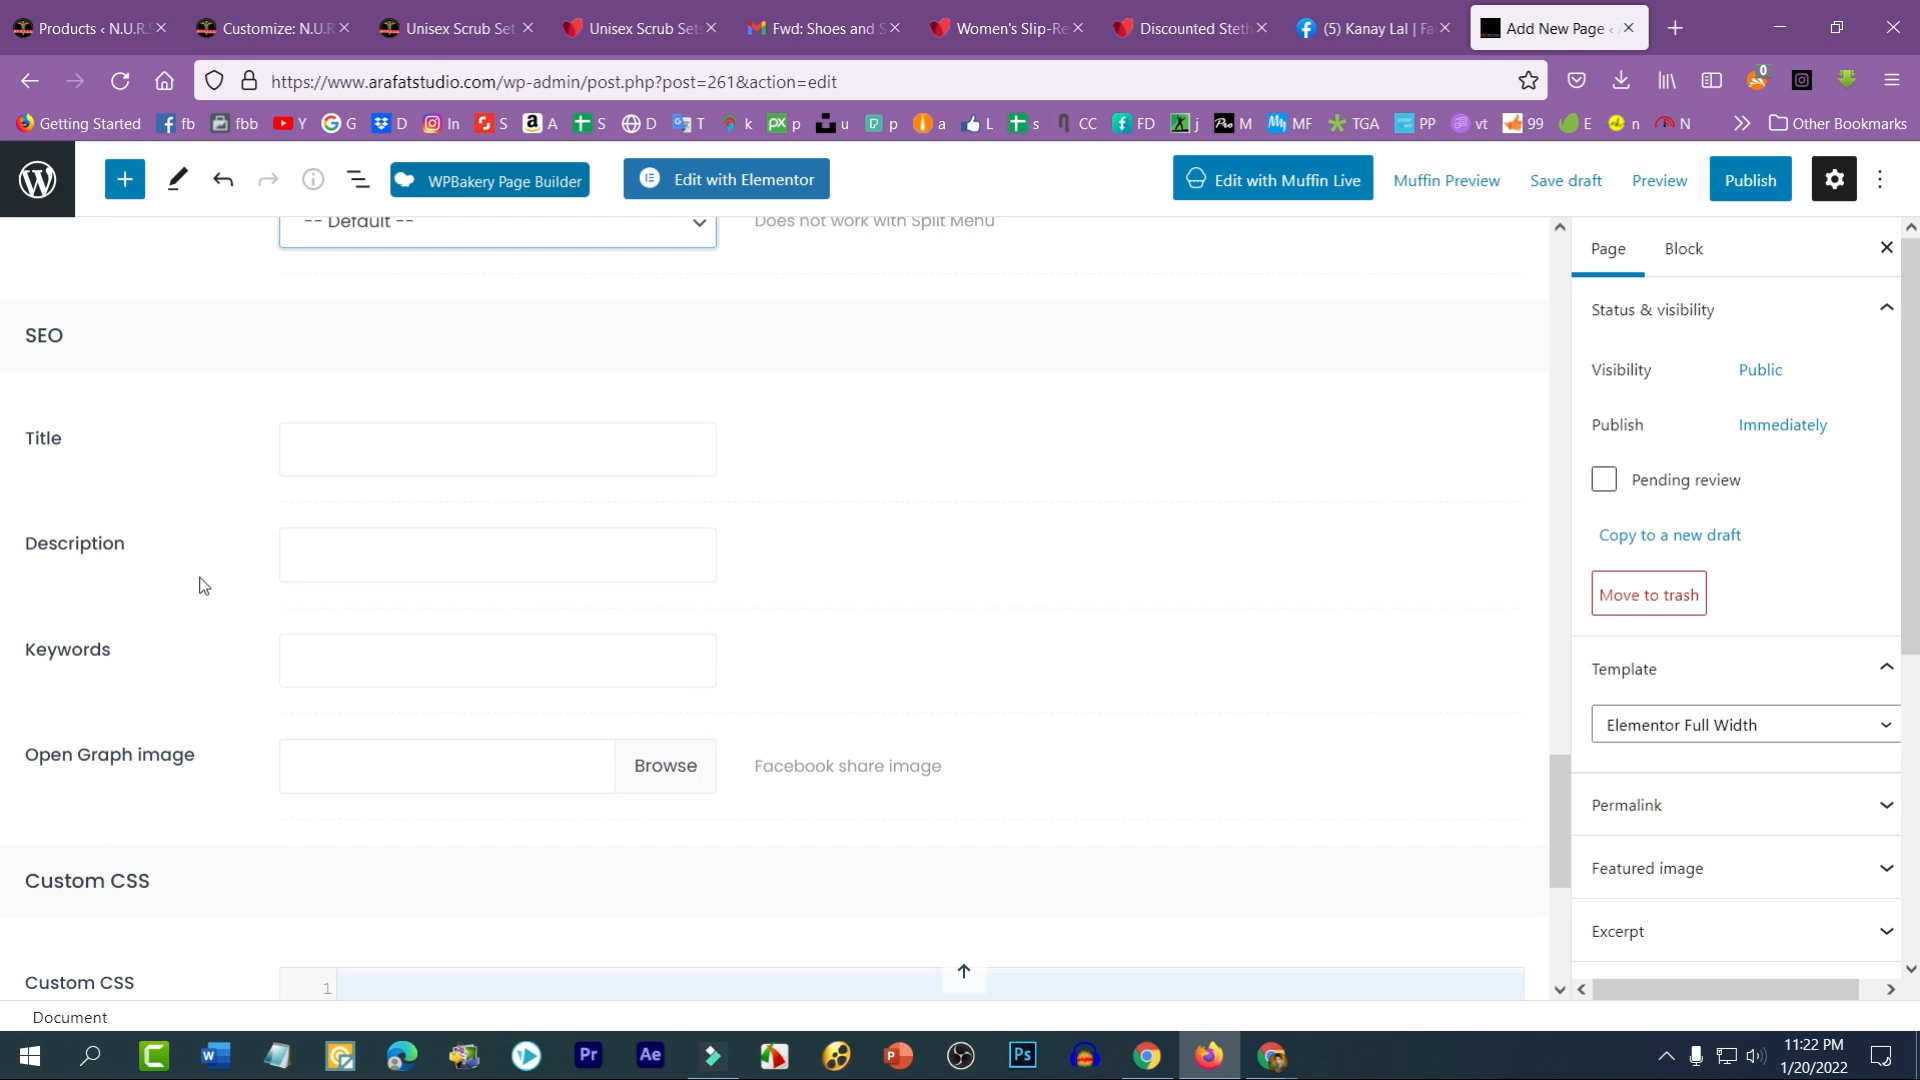 Products ‹ N.U.R.S
Customize: N.U.R
Unisex Scrub Set
Unisex Scrub Set
Fwd: Shoes and S
Women's Slip-Re
Discounted Steth
(5) Kanay Lal | Fa
Add New Page ‹
https://www.arafatstudio.com/wp-admin/post.php?post=261&action=edit
0
Getting Started fb fbb Y G D In S A S D T k p u p a L s CC FD j M MF TGA PP vt 99 E n N Other Bookmarks
WPBakery Page Builder
Edit with Elementor
Edit with Muffin Live
Muffin Preview
Save draft
Preview
Publish
-- Default --
Does not work with Split Menu
Page
Block
Status & visibility
SEO
Visibility
Public
Publish
Immediately
Title
Pending review
Description
Copy to a new draft
Move to trash
Keywords
Template
Elementor Full Width
Open Graph image
Browse
Facebook share image
Permalink
Featured image
Custom CSS
Excerpt
Custom CSS
1
Document
11:22 PM
1/20/2022